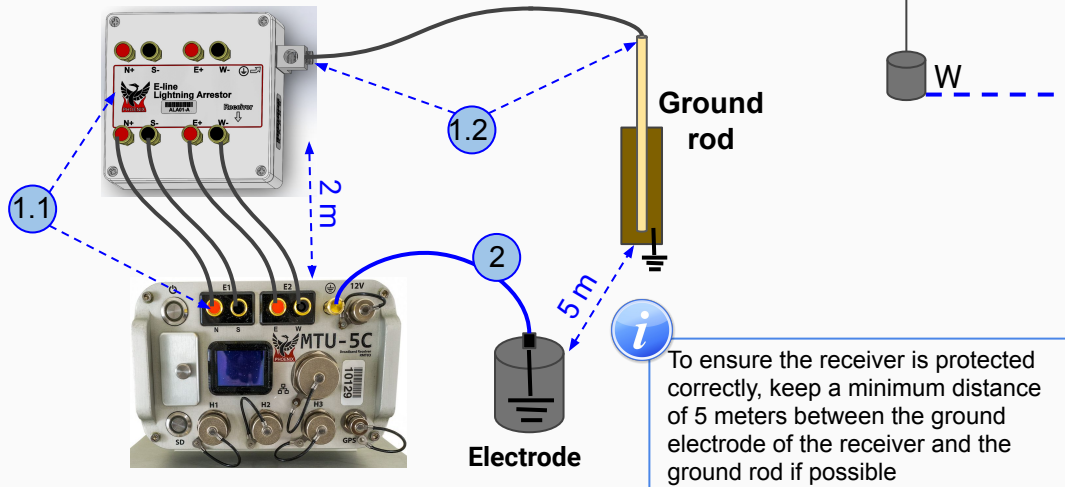 N+ S- E+ W-
E-line
Lightning Arrestor
ALA01-A
PHOENIX
Receiver
N+ S- E+ W-
1.1
1.2
Ground
rod
W
2 m
2
5 m
E1 E2 12V
N S E W
MTU-5C
PHOENIX
10129
H1 H2 H3
SD GPS
Electrode
i
To ensure the receiver is protected
correctly, keep a minimum distance
of 5 meters between the ground
electrode of the receiver and the
ground rod if possible